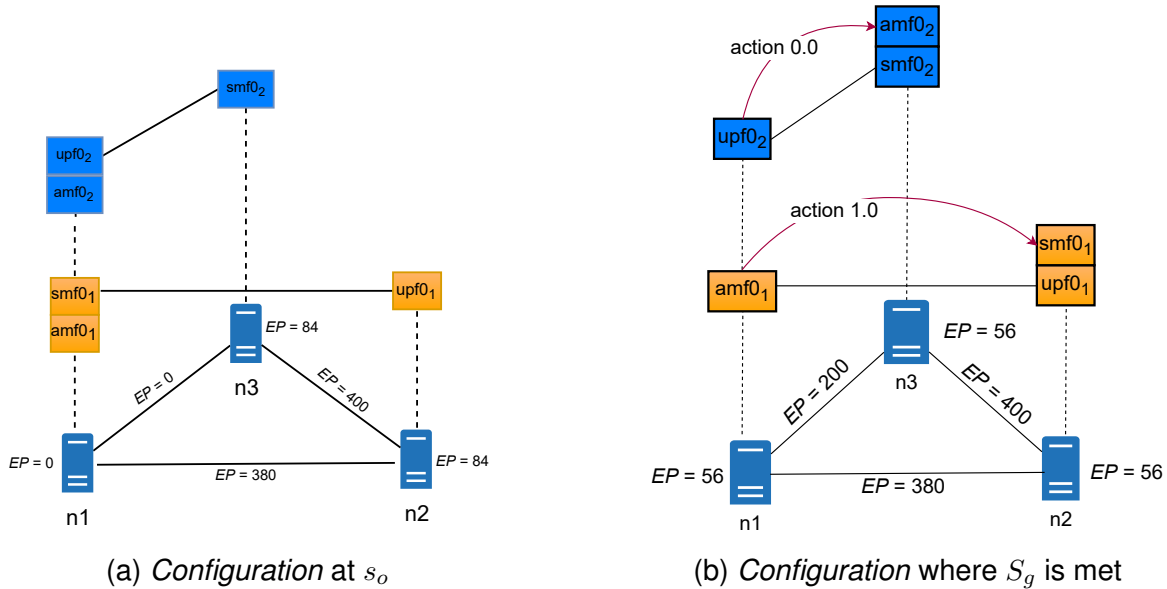 smf0₂
upf0₂
amf0₂
smf0₁
upf0₁
amf0₁
EP = 84
n3
EP = 0
EP = 400
EP = 0
EP = 84
EP = 380
n1
n2
(a) Configuration at sₒ
amf0₂
action 0.0
smf0₂
upf0₂
action 1.0
smf0₁
amf0₁
upf0₁
EP = 56
n3
EP = 200
EP = 400
EP = 56
EP = 56
EP = 380
n1
n2
(b) Configuration where S_g is met